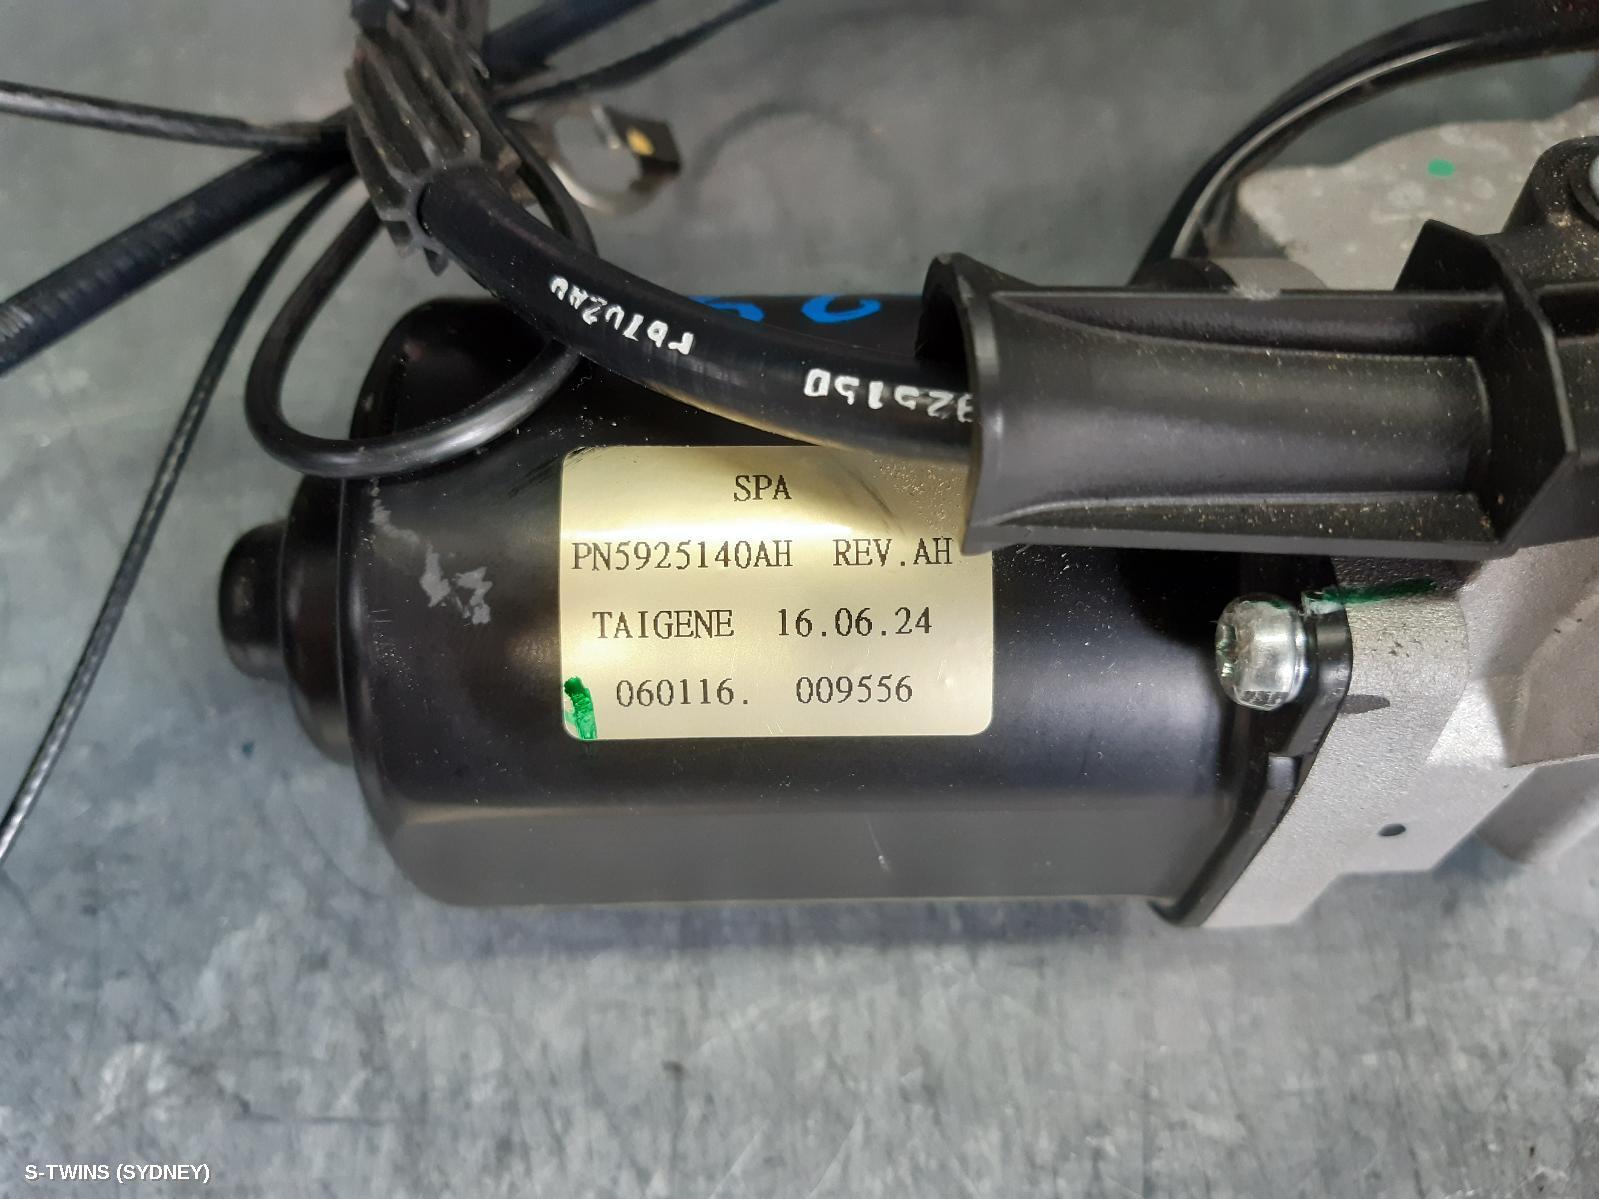 SPA
PN5925140AH REV.AH
TAIGENE 16.06.24
060116. 009556
S-TWINS (SYDNEY)